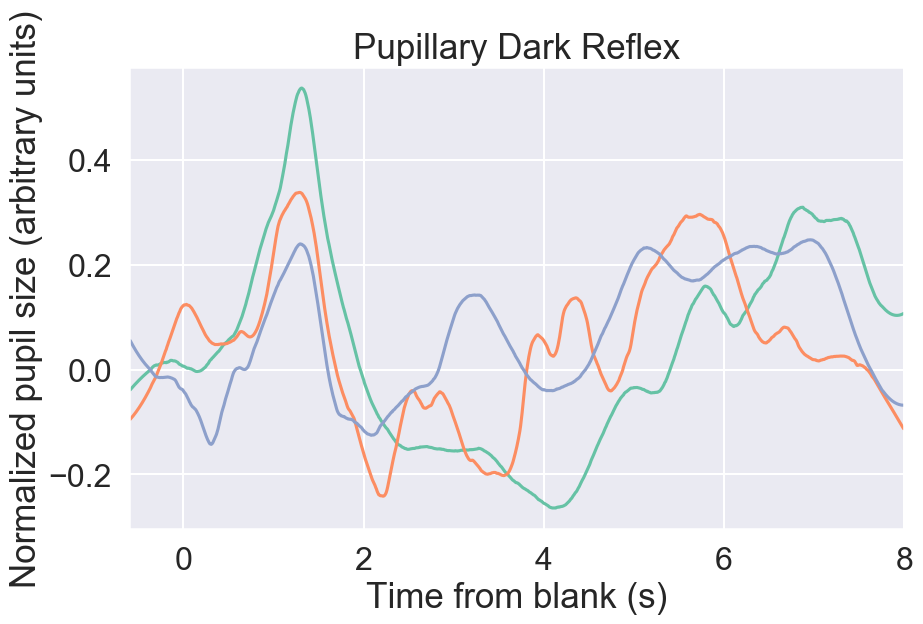 Pupillary Dark Reflex
Normalized pupil size (arbitrary units)
0.4
0.2
0.0
−0.2
0 2 4 6 8
Time from blank (s)